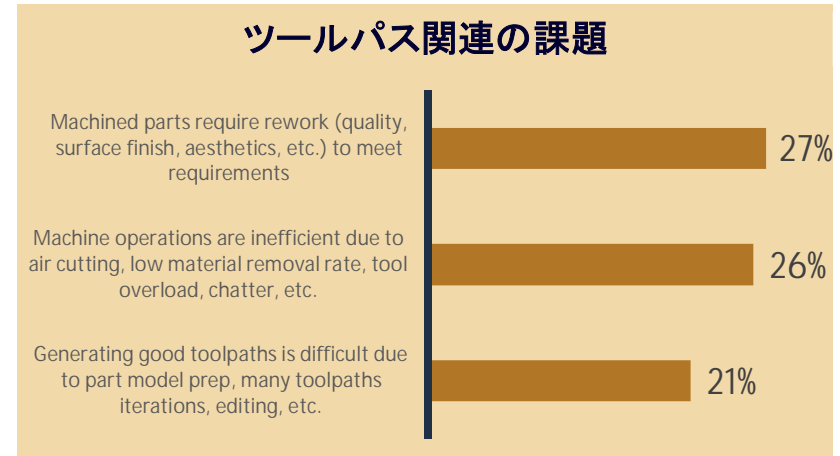 ツールパス関連の課題
Machined parts require rework (quality,
surface finish, aesthetics, etc.) to meet
requirements
27%
Machine operations are inefficient due to
air cutting, low material removal rate, tool
overload, chatter, etc.
26%
Generating good toolpaths is difficult due
to part model prep, many toolpaths
iterations, editing, etc.
21%